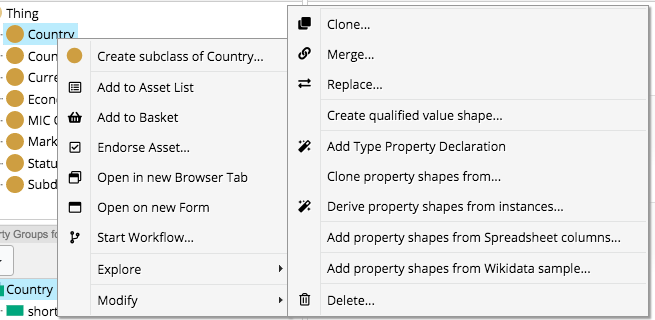 Thing
Country
Coun
Curre
Econ
MIC
Mark
Statu
Subd
rty Groups fo
Country
short
Create subclass of Country...
Add to Asset List
Add to Basket
Endorse Asset...
Open in new Browser Tab
Open on new Form
Start Workflow...
Explore
Modify
Clone...
Merge...
Replace...
Create qualified value shape...
Add Type Property Declaration
Clone property shapes from...
Derive property shapes from instances...
Add property shapes from Spreadsheet columns...
Add property shapes from Wikidata sample...
Delete...